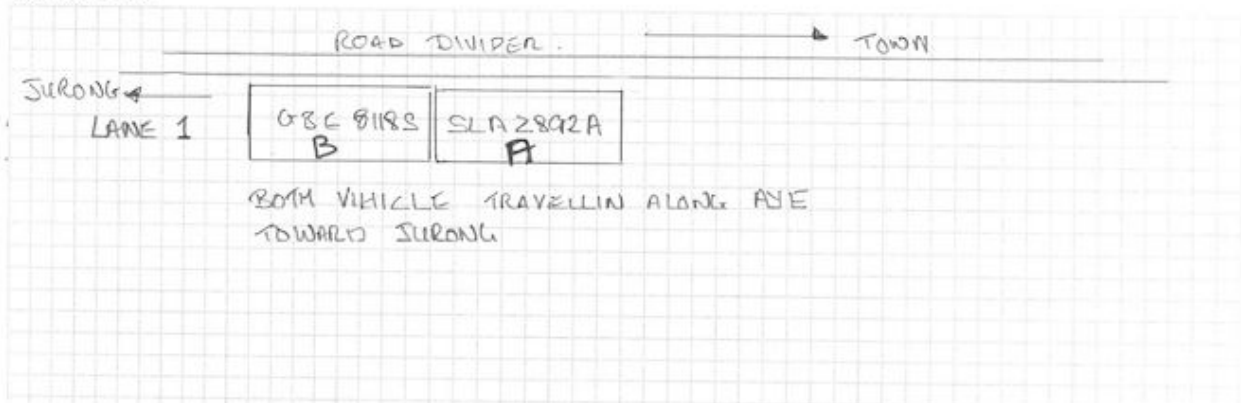 ROAD DIVIDER. TOWN
JURONG
LANE 1
GBC 8118S SLA 2892A
B A
BOTH VIHICLE TRAVELLIN ALONG AYE
TOWARD JURONG